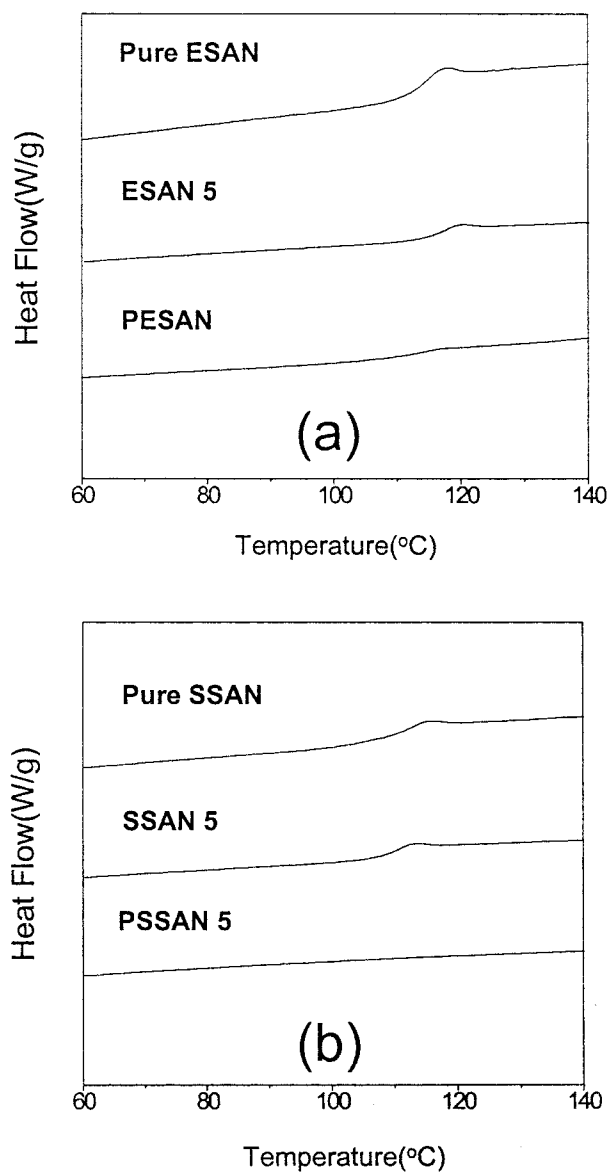 Pure ESAN
ESAN 5
PESAN
Heat Flow(W/g)
(a)
60 80 100 120 140
Temperature(°C)
Pure SSAN
SSAN 5
PSSAN 5
Heat Flow(W/g)
(b)
60 80 100 120 140
Temperature(°C)